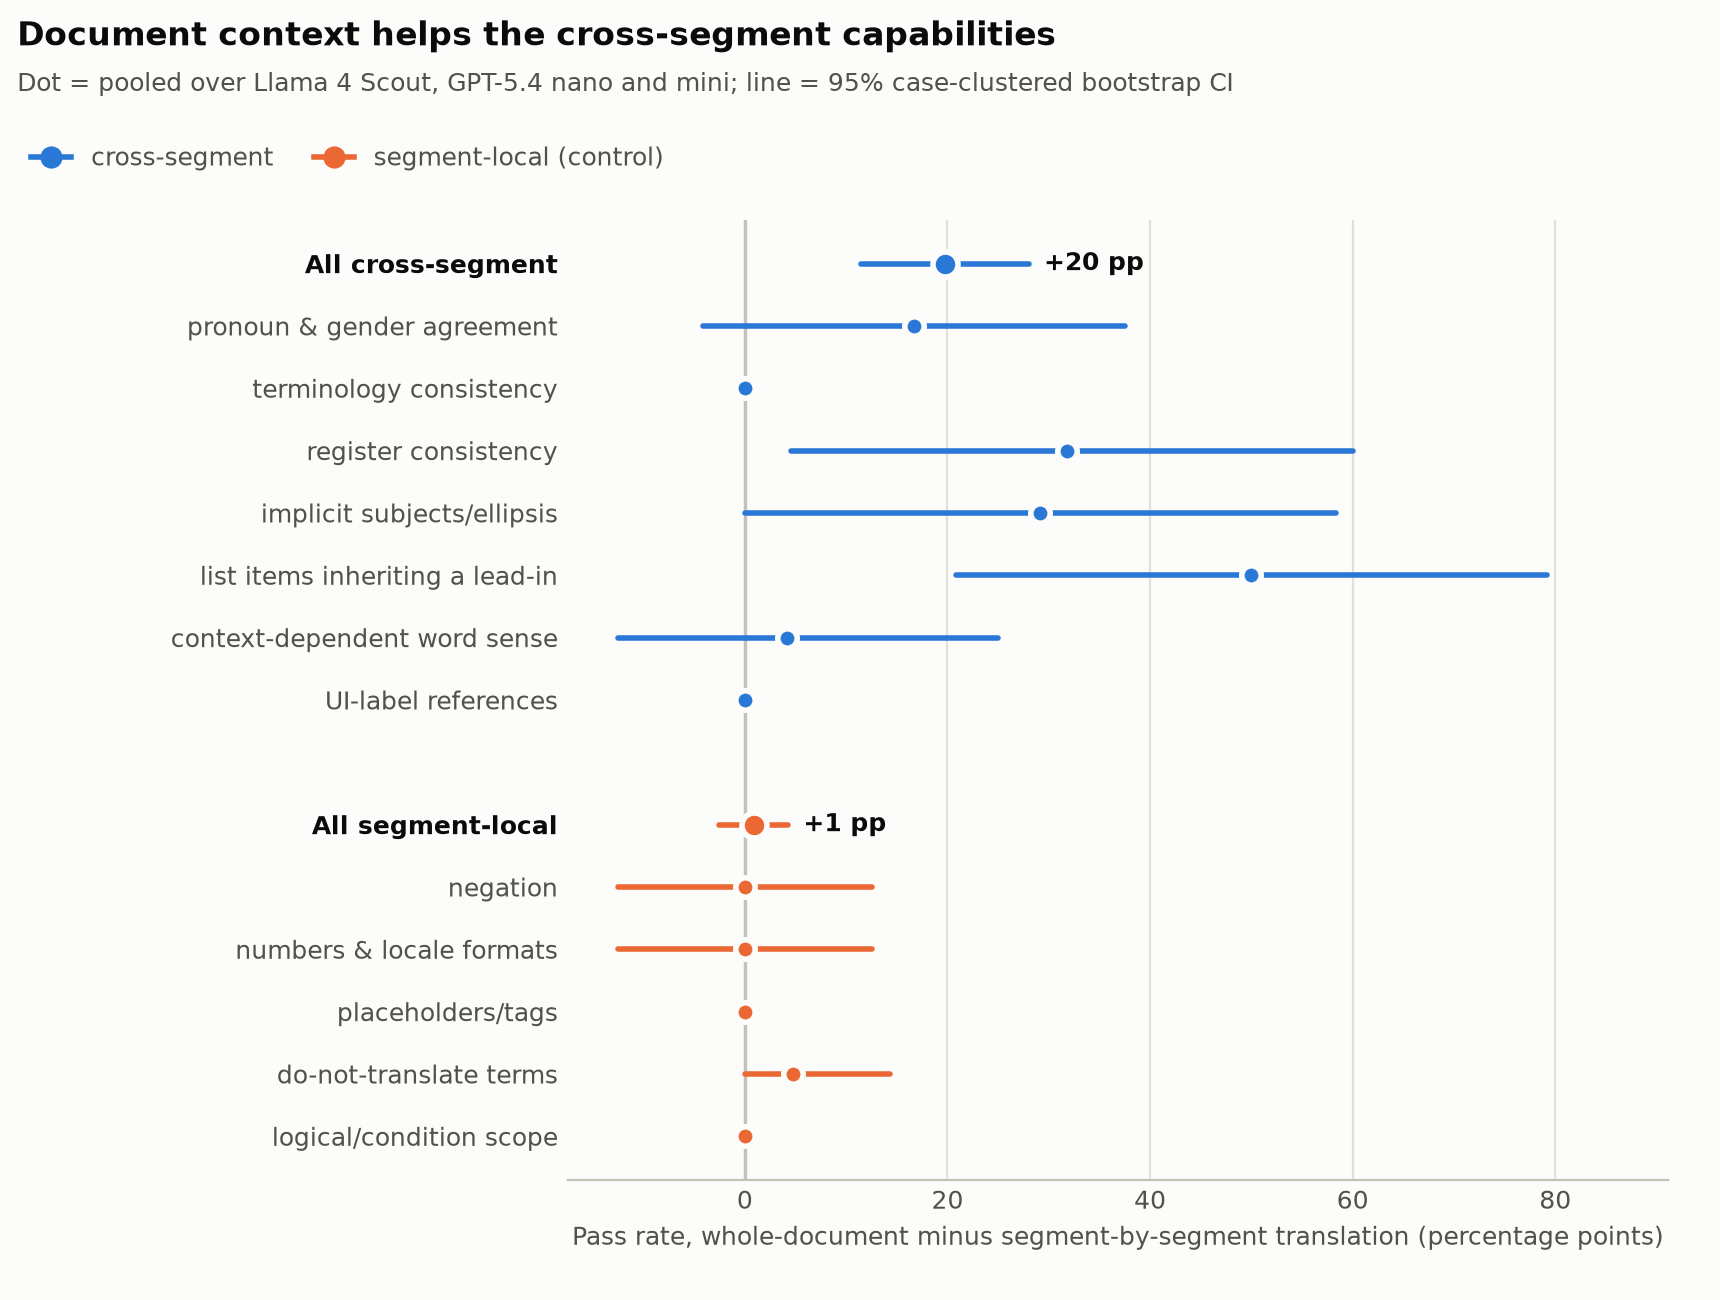 Document context helps the cross-segment capabilities
Dot = pooled over Llama 4 Scout, GPT-5.4 nano and mini; line = 95% case-clustered bootstrap CI
cross-segment
segment-local (control)
All cross-segment
+20 pp
pronoun & gender agreement
terminology consistency
register consistency
implicit subjects/ellipsis
list items inheriting a lead-in
context-dependent word sense
UI-label references
All segment-local
+1 pp
negation
numbers & locale formats
placeholders/tags
do-not-translate terms
logical/condition scope
0 20 40 60 80
Pass rate, whole-document minus segment-by-segment translation (percentage points)